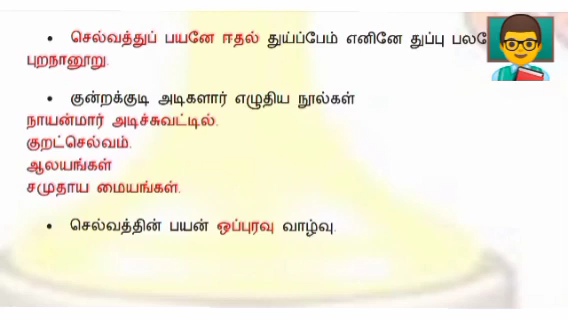 • செல்வத்துப் பயனே ஈதல் துய்ப்பேம் எனினே துப்பு
புறநானூறு.
• குன்றக்குடி அடிகளார் எழுதிய நூல்கள்
நாயன்மார் அடிச்சுவட்டில்.
குறட்செல்வம்.
ஆலயங்கள்
சமுதாய மையங்கள்.
• செல்வத்தின் பயன் ஒப்புரவு வாழ்வு.